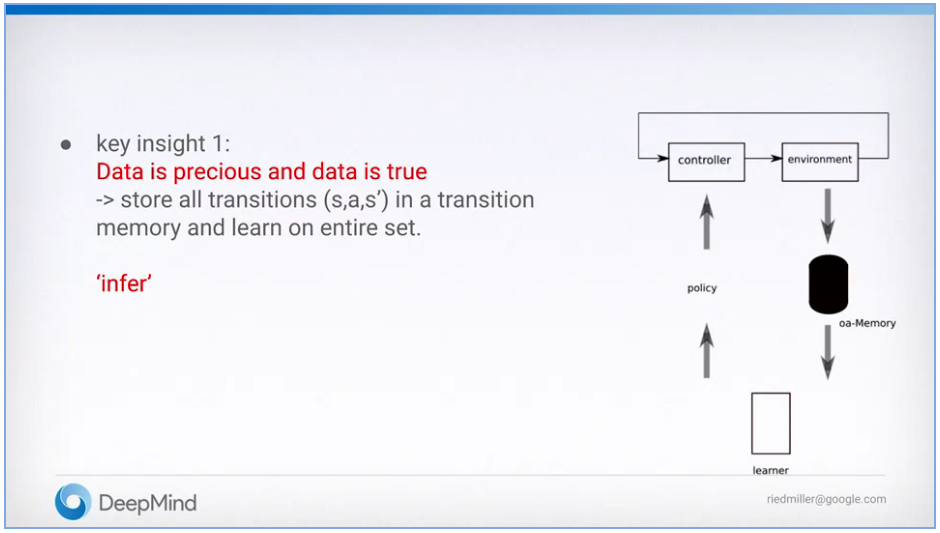 key insight 1:
Data is precious and data is true
-> store all transitions (s,a,s’) in a transition
memory and learn on entire set.
‘infer’
controller
environment
policy
oa-Memory
learner
DeepMind
riedmiller@google.com